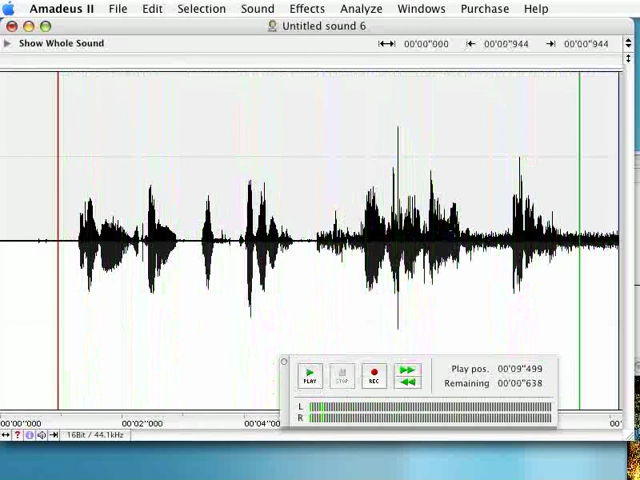 Amadeus II File Edit Selection Sound Effects Analyze Windows Purchase Help
Untitled sound 6
Show Whole Sound 00'00"000 00'00"944 00'00"944
PLAY STOP REC
Play pos. 00'09"499
Remaining 00'00"638
L
R
00'00"000 00'02"000 00'04"00
? i 16Bit / 44.1kHz